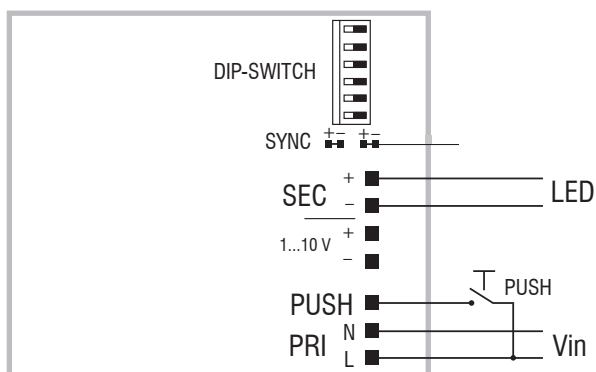 DIP-SWITCH
SYNC +- +-
SEC + LED
-
1...10 V +
-
PUSH PUSH
PRI N Vin
L